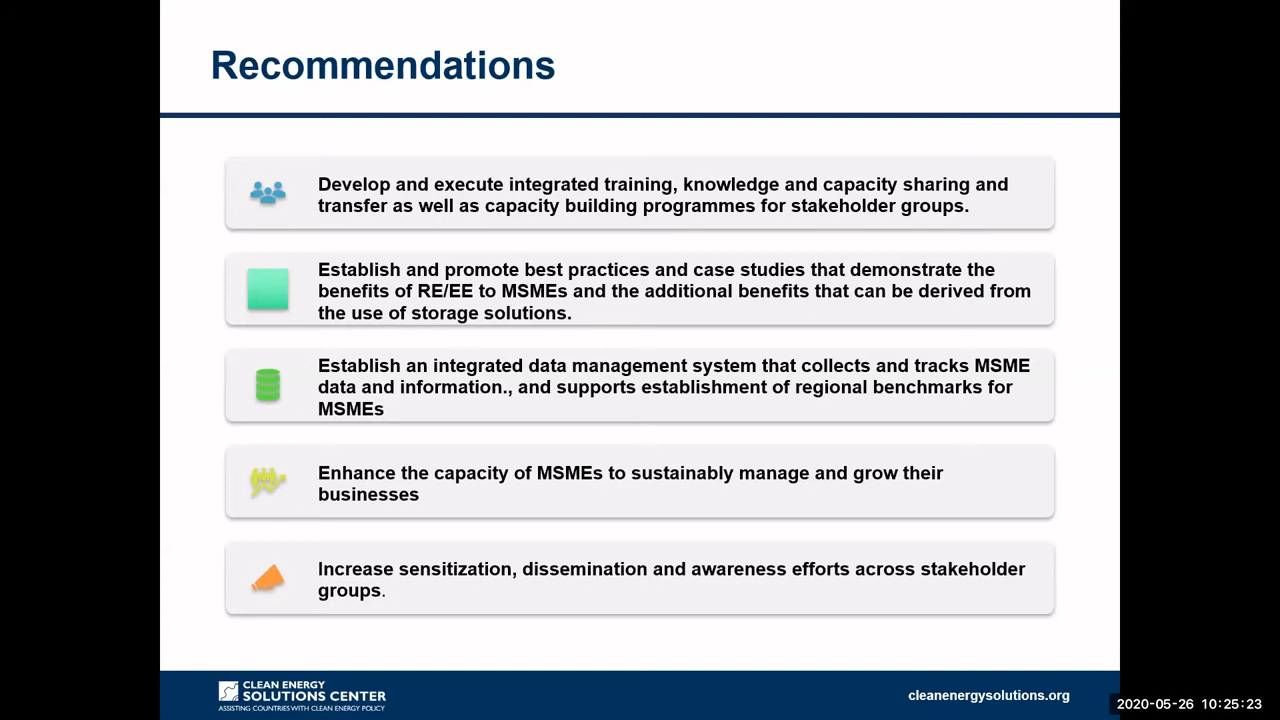 Recommendations
Develop and execute integrated training, knowledge and capacity sharing and
transfer as well as capacity building programmes for stakeholder groups.
Establish and promote best practices and case studies that demonstrate the
benefits of RE/EE to MSMEs and the additional benefits that can be derived from
the use of storage solutions.
Establish an integrated data management system that collects and tracks MSME
data and information., and supports establishment of regional benchmarks for
MSMEs
Enhance the capacity of MSMEs to sustainably manage and grow their
businesses
Increase sensitization, dissemination and awareness efforts across stakeholder
groups.
CLEAN ENERGY
SOLUTIONS CENTER
ASSISTING COUNTRIES WITH CLEAN ENERGY POLICY
cleanenergysolutions.org
2020-05-26 10:25:23